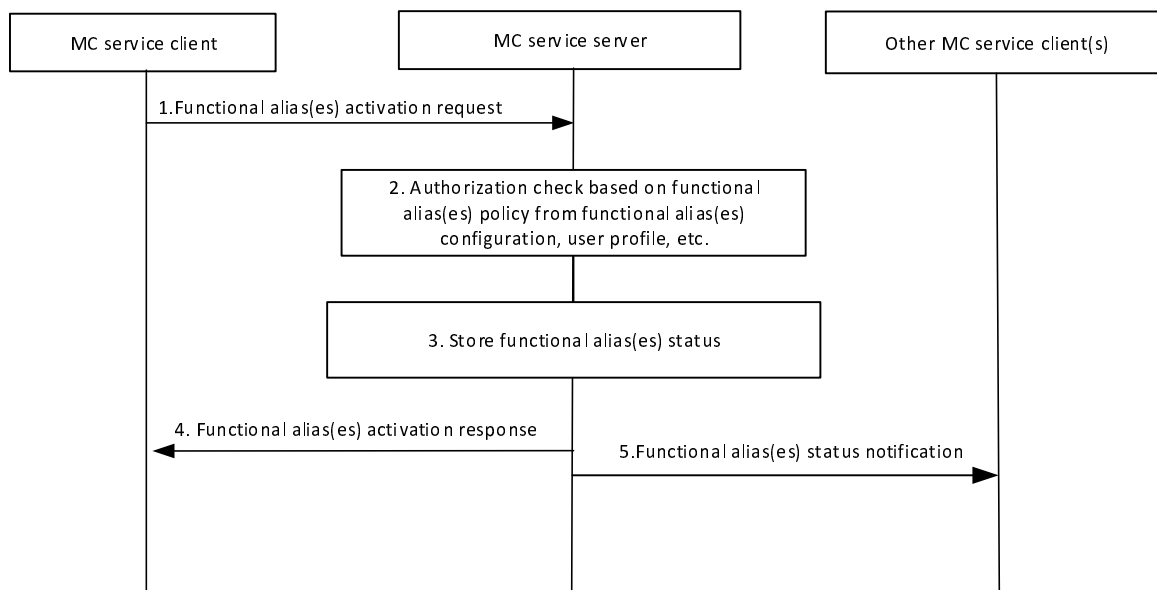 MC service client
MC service server
Other MC service client(s)
1.Functional alias(es) activation request
2. Authorization check based on functional
alias(es) policy from functional alias(es)
configuration, user profile, etc.
3. Store functional alias(es) status
4. Functional alias(es) activation response
5.Functional alias(es) status notification